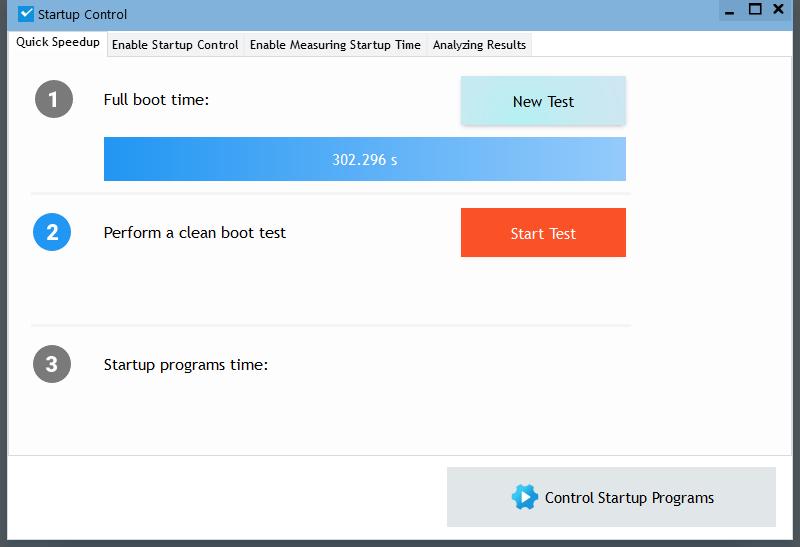 Startup Control
Quick Speedup
Enable Startup Control
Enable Measuring Startup Time
Analyzing Results
1
Full boot time:
New Test
302.296 s
2
Perform a clean boot test
Start Test
3
Startup programs time:
Control Startup Programs